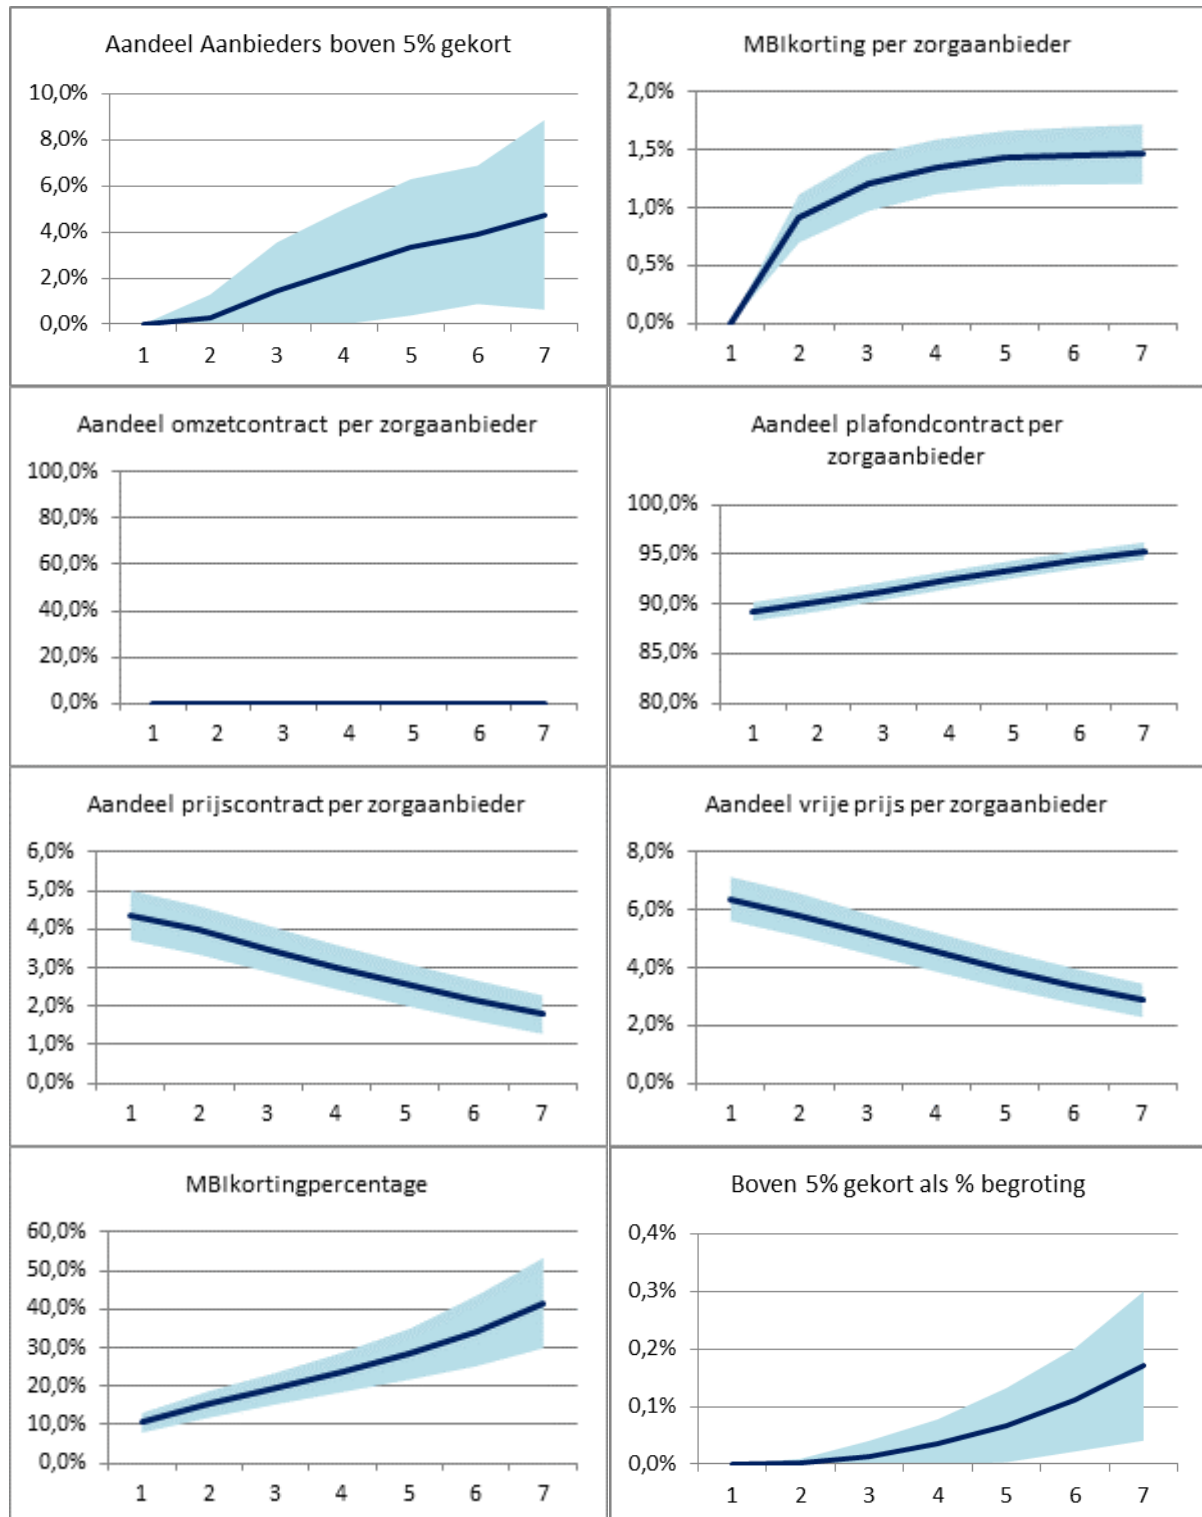 Aandeel Aanbieders boven 5% gekort
10,0%
8,0%
6,0%
4,0%
2,0%
0,0%
1 2 3 4 5 6 7
MBIkorting per zorgaanbieder
2,0%
1,5%
1,0%
0,5%
0,0%
1 2 3 4 5 6 7
Aandeel omzetcontract per zorgaanbieder
100,0%
80,0%
60,0%
40,0%
20,0%
0,0%
1 2 3 4 5 6 7
Aandeel plafondcontract per
zorgaanbieder
100,0%
95,0%
90,0%
85,0%
80,0%
1 2 3 4 5 6 7
Aandeel prijscontract per zorgaanbieder
6,0%
5,0%
4,0%
3,0%
2,0%
1,0%
0,0%
1 2 3 4 5 6 7
Aandeel vrije prijs per zorgaanbieder
8,0%
6,0%
4,0%
2,0%
0,0%
1 2 3 4 5 6 7
MBIkortingpercentage
60,0%
50,0%
40,0%
30,0%
20,0%
10,0%
0,0%
1 2 3 4 5 6 7
Boven 5% gekort als % begroting
0,4%
0,3%
0,2%
0,1%
0,0%
1 2 3 4 5 6 7